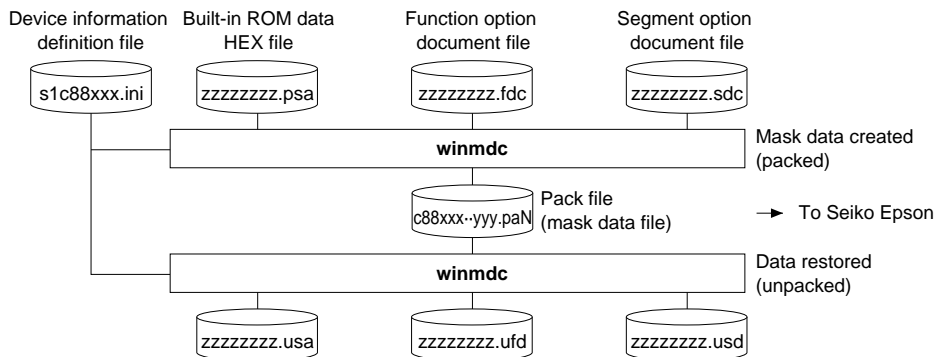 Device information
definition file
Built-in ROM data
HEX file
Function option
document file
Segment option
document file
s1c88xxx.ini
zzzzzzzz.psa
zzzzzzzz.fdc
zzzzzzzz.sdc
winmdc
Mask data created
(packed)
c88xxx··yyy.paN
Pack file
(mask data file)
To Seiko Epson
winmdc
Data restored
(unpacked)
zzzzzzzz.usa
zzzzzzzz.ufd
zzzzzzzz.usd